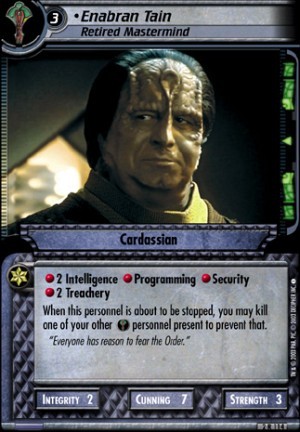 3 • Enabran Tain
Retired Mastermind
Cardassian
• 2 Intelligence • Programming • Security
• 2 Treachery
When this personnel is about to be stopped, you may kill
one of your other personnel present to prevent that.
"Everyone has reason to fear the Order."
INTEGRITY 2 CUNNING 7 STRENGTH 3